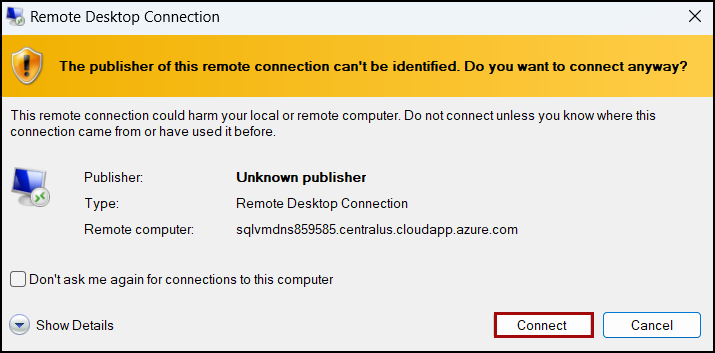 Remote Desktop Connection
The publisher of this remote connection can't be identified. Do you want to connect anyway?
This remote connection could harm your local or remote computer. Do not connect unless you know where this
connection came from or have used it before.
Publisher: Unknown publisher
Type: Remote Desktop Connection
Remote computer: sqlvmdns859585.centralus.cloudapp.azure.com
Don't ask me again for connections to this computer
Show Details Connect Cancel